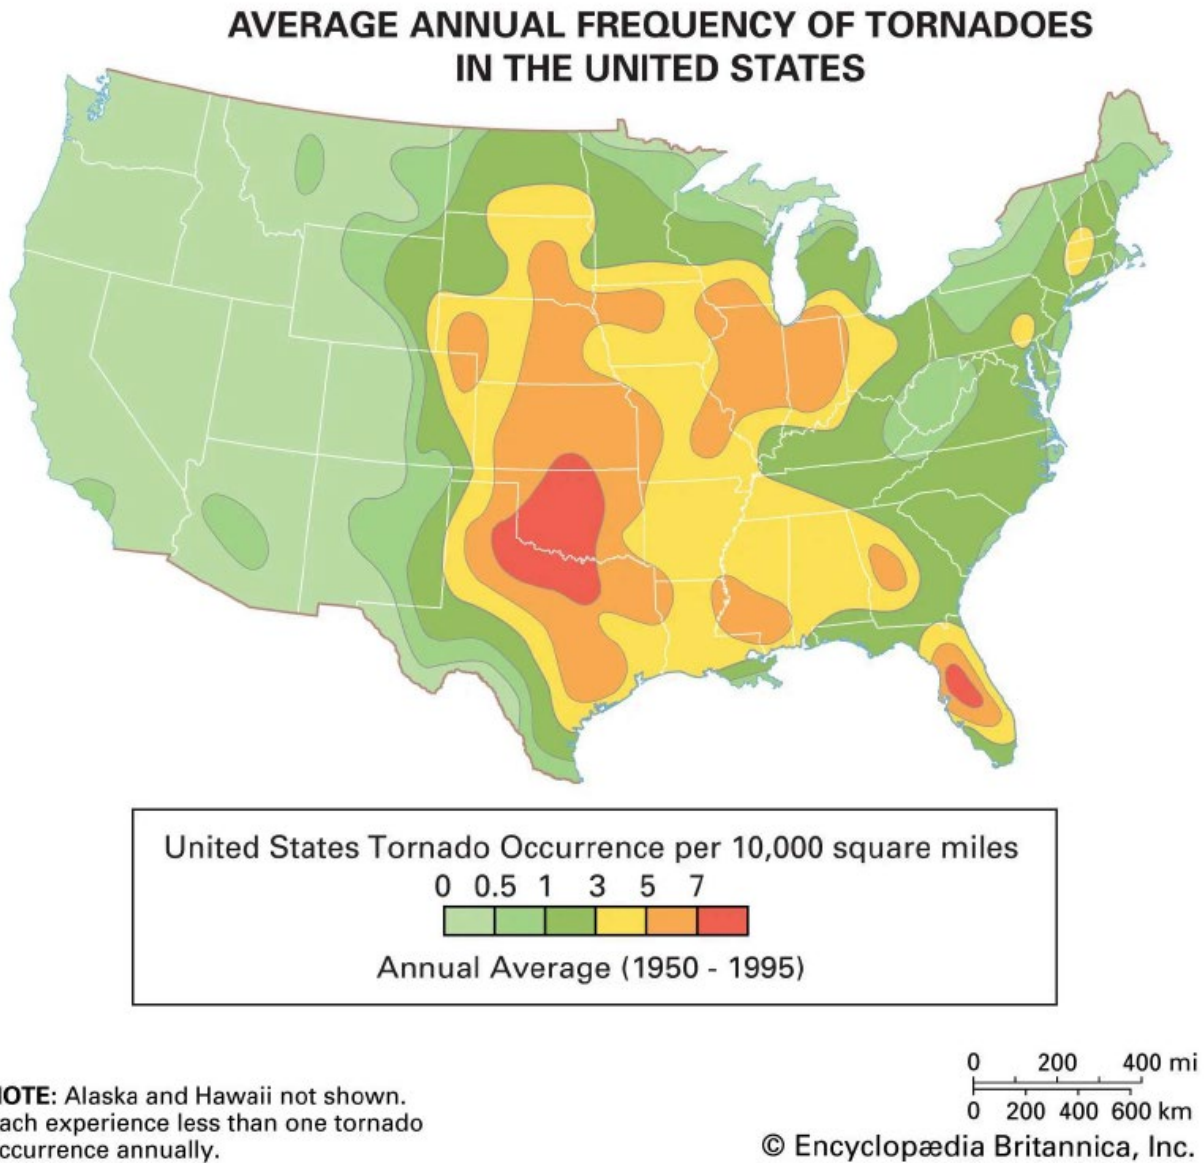 AVERAGE ANNUAL FREQUENCY OF TORNADOES
IN THE UNITED STATES
United States Tornado Occurrence per 10,000 square miles
0 0.5 1 3 5 7
Annual Average (1950 - 1995)
0 200 400 mi
0 200 400 600 km
OTE: Alaska and Hawaii not shown.
ach experience less than one tornado
ccurrence annually.
© Encyclopædia Britannica, Inc.